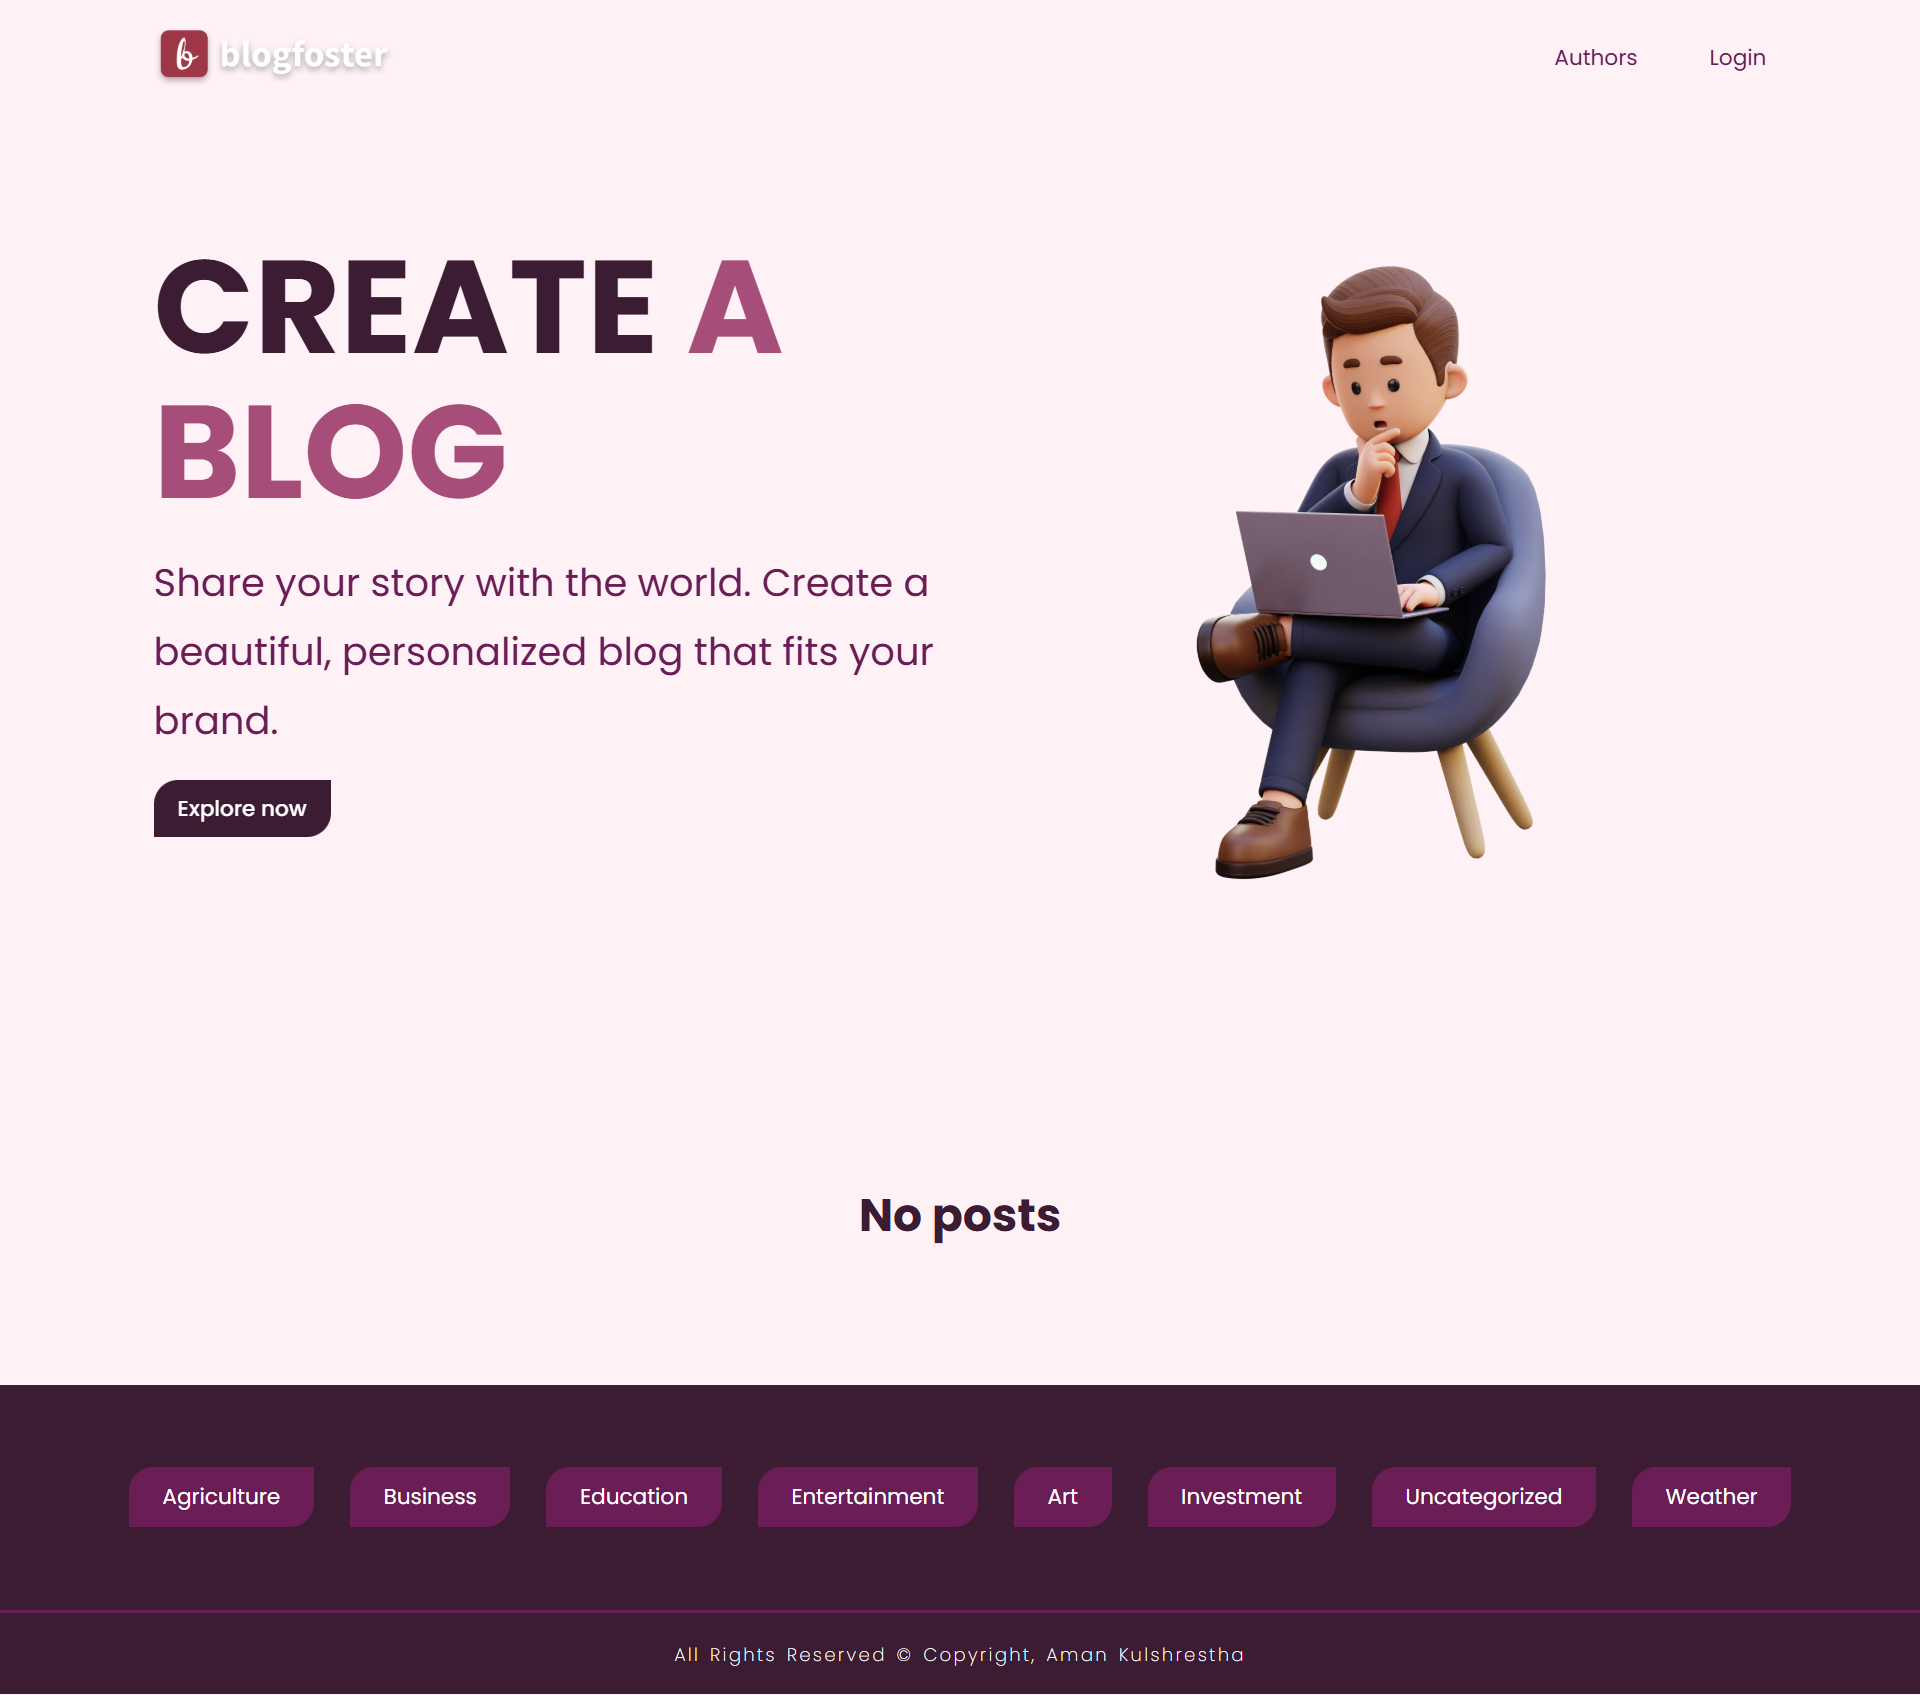 b blogfoster
Authors
Login
CREATE A
BLOG
Share your story with the world. Create a
beautiful, personalized blog that fits your
brand.
Explore now
No posts
Agriculture
Business
Education
Entertainment
Art
Investment
Uncategorized
Weather
All Rights Reserved © Copyright, Aman Kulshrestha